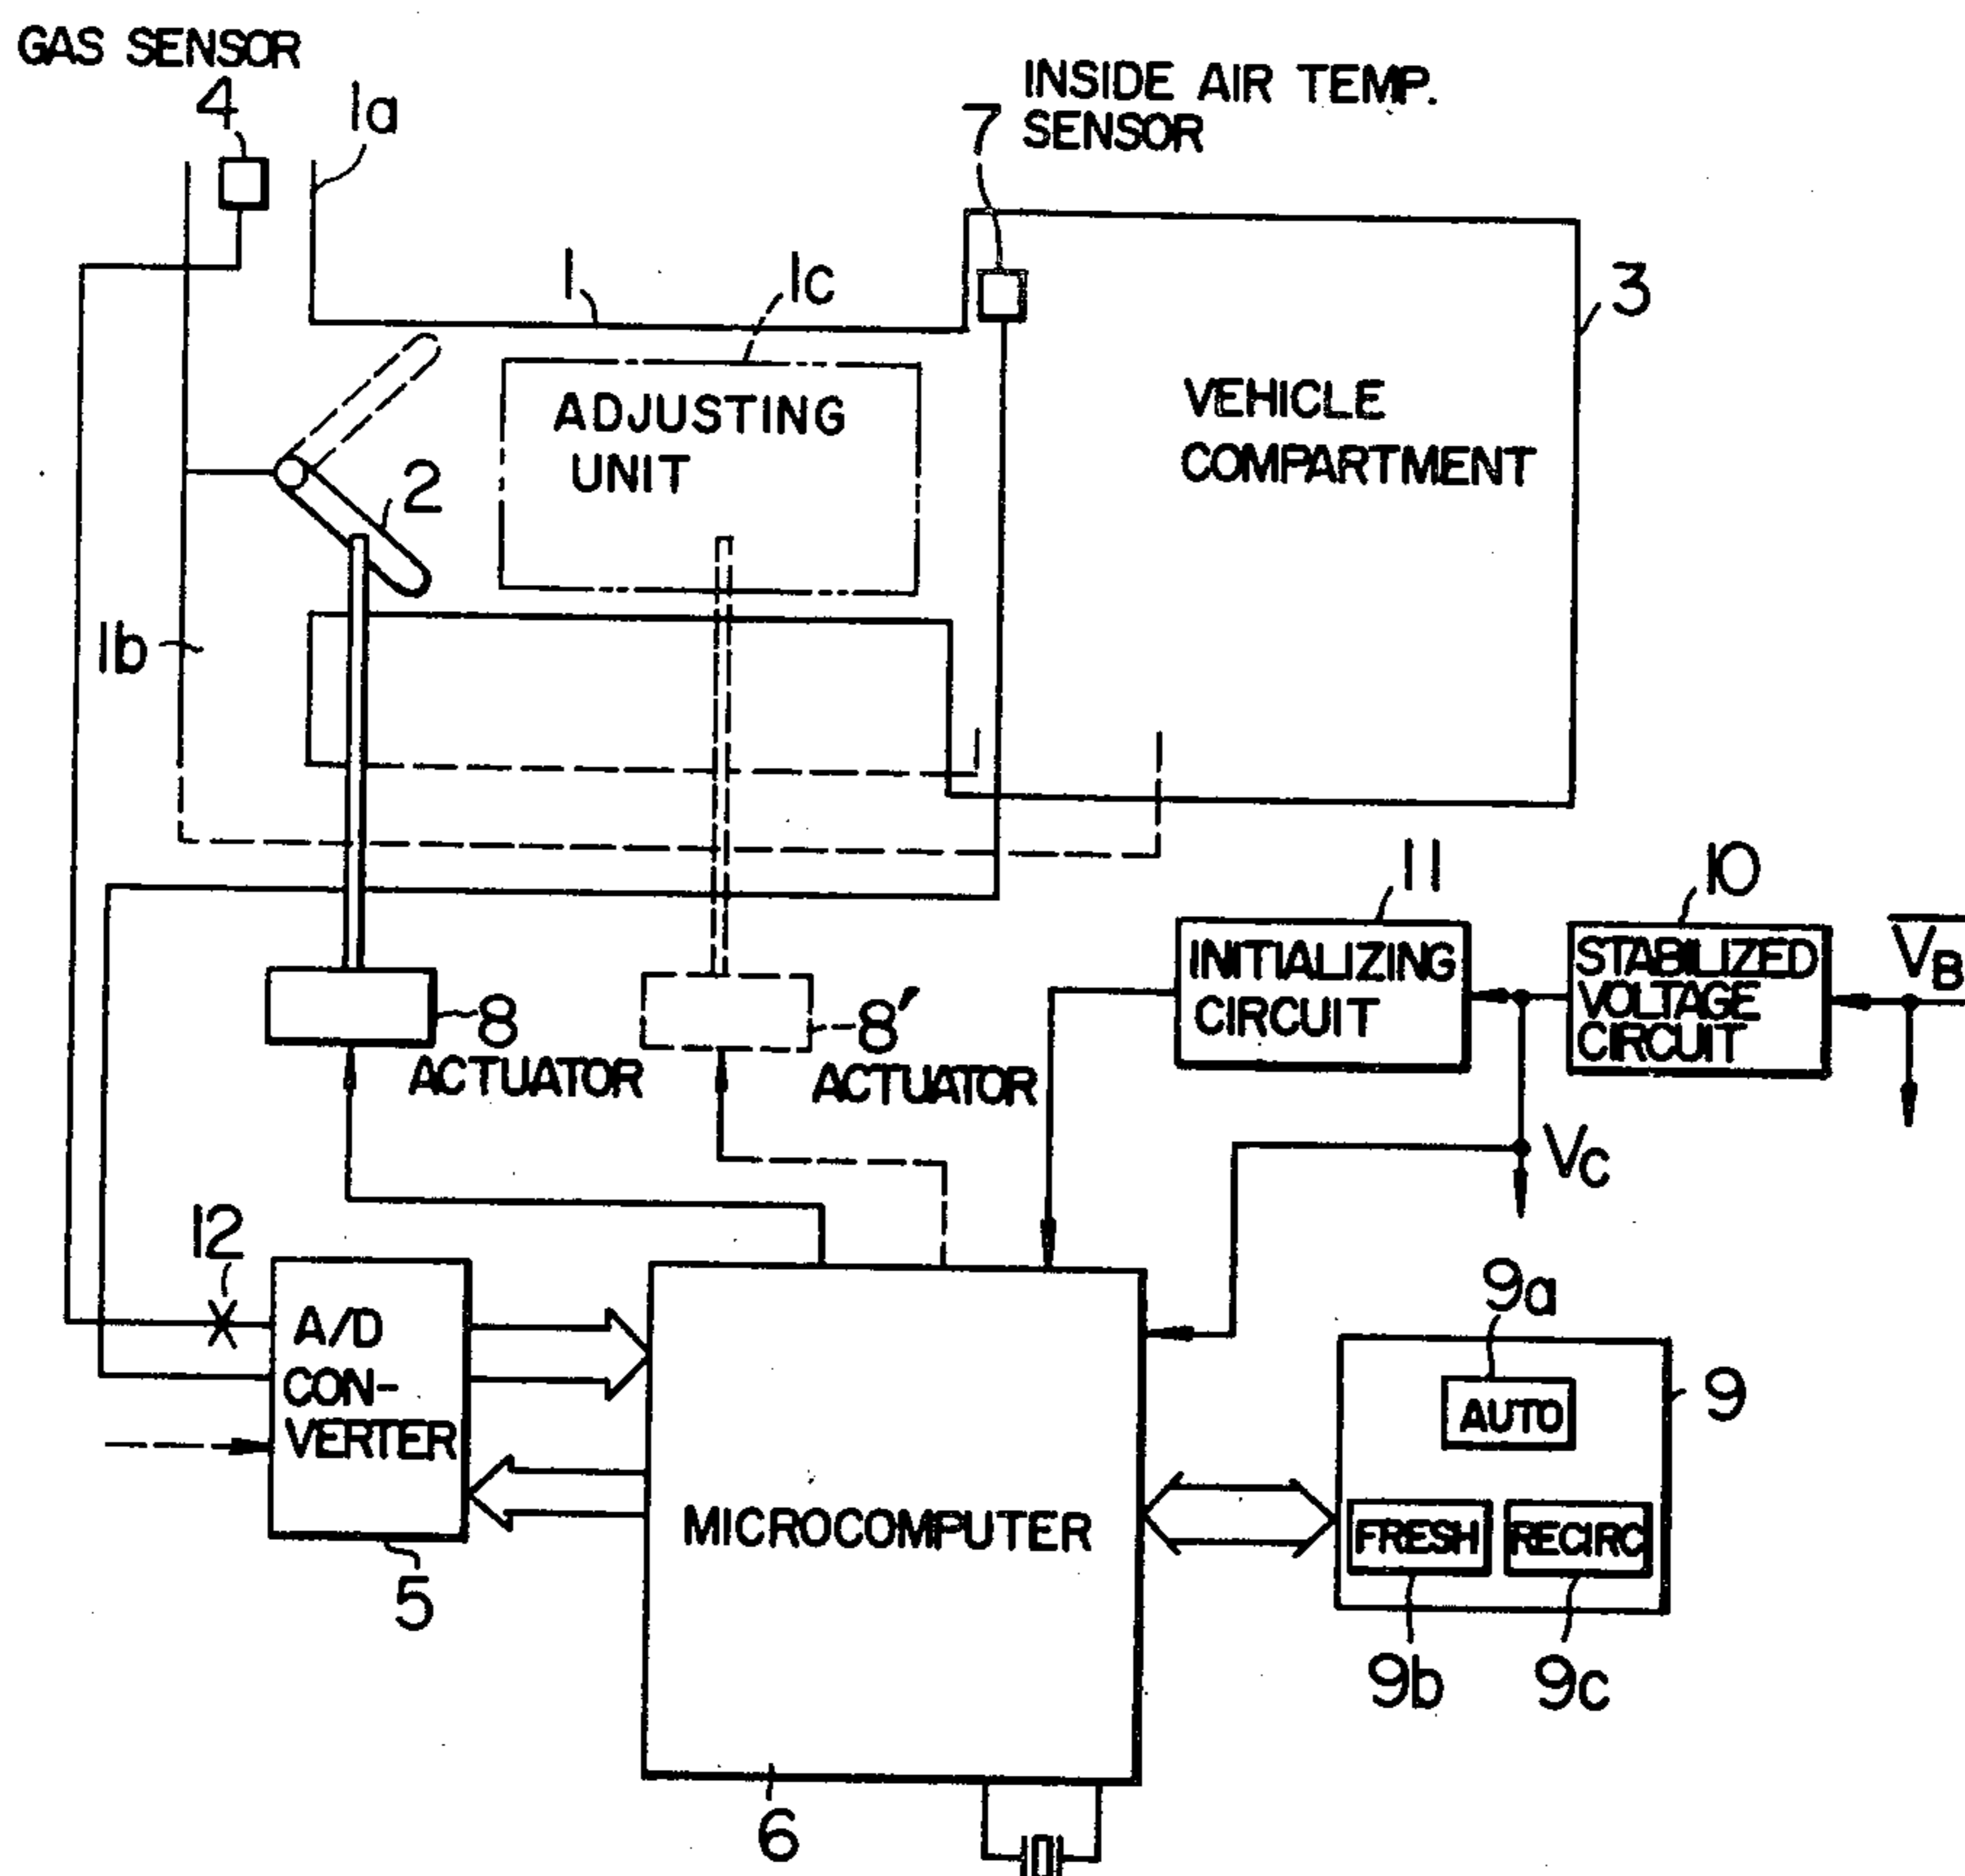 GAS SENSOR
4
1a
7
INSIDE AIR TEMP.
SENSOR
1
1c
3
ADJUSTING
UNIT
VEHICLE
COMPARTMENT
2
1b
11
10
INITIALIZING
CIRCUIT
STABILIZED
VOLTAGE
CIRCUIT
VB
8
ACTUATOR
8'
ACTUATOR
VC
12
A/D
CON-
VERTER
9a
AUTO
9
MICROCOMPUTER
FRESH
RECIRC
5
9b
9c
6